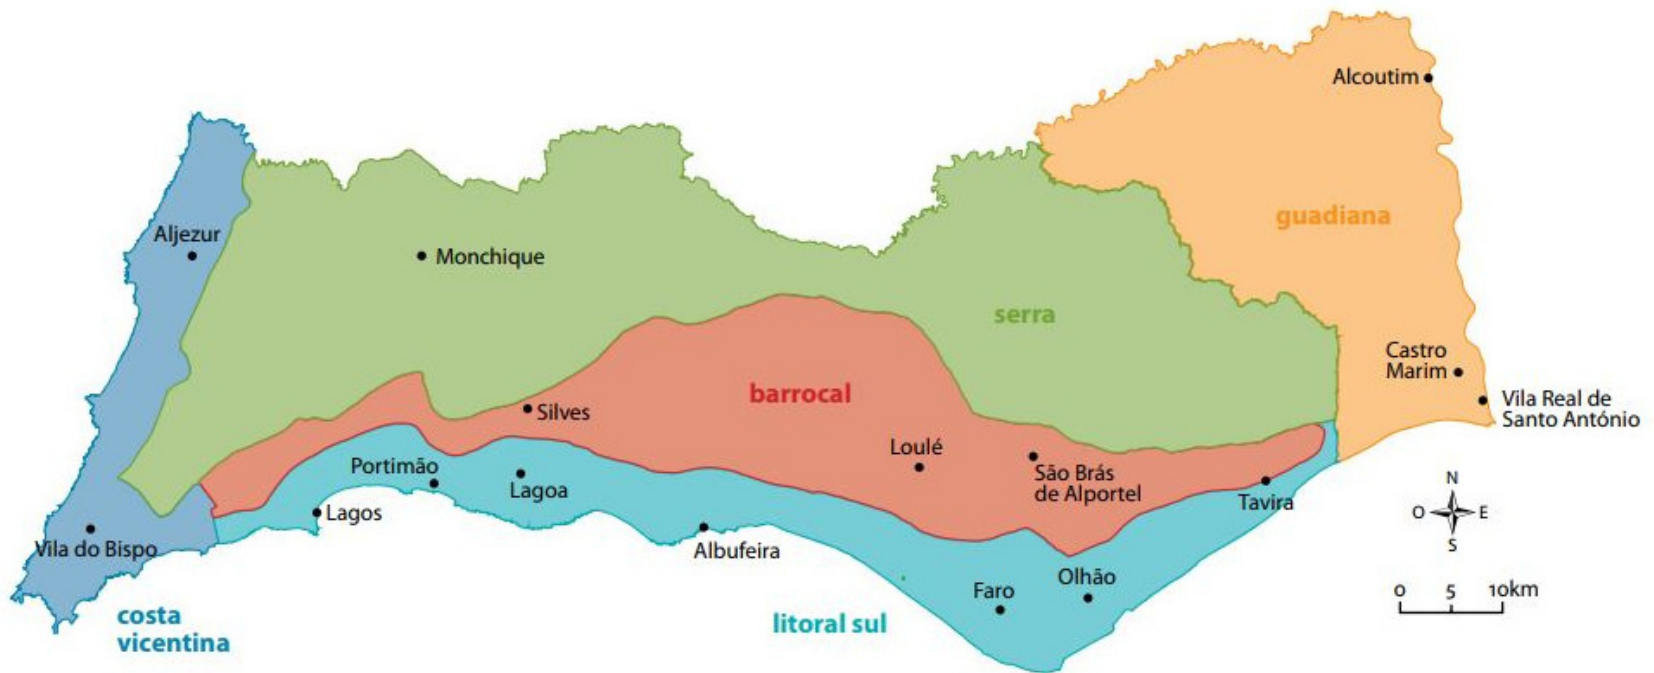 Alcoutim
guadiana
Aljezur
Monchique
serra
Castro
Marim
barrocal
Vila Real de
Santo António
Silves
Loulé
Portimão
São Brás
de Alportel
Lagoa
Tavira
Lagos
N
O E
S
Vila do Bispo
Albufeira
Olhão
Faro
0 5 10km
costa
vicentina
litoral sul